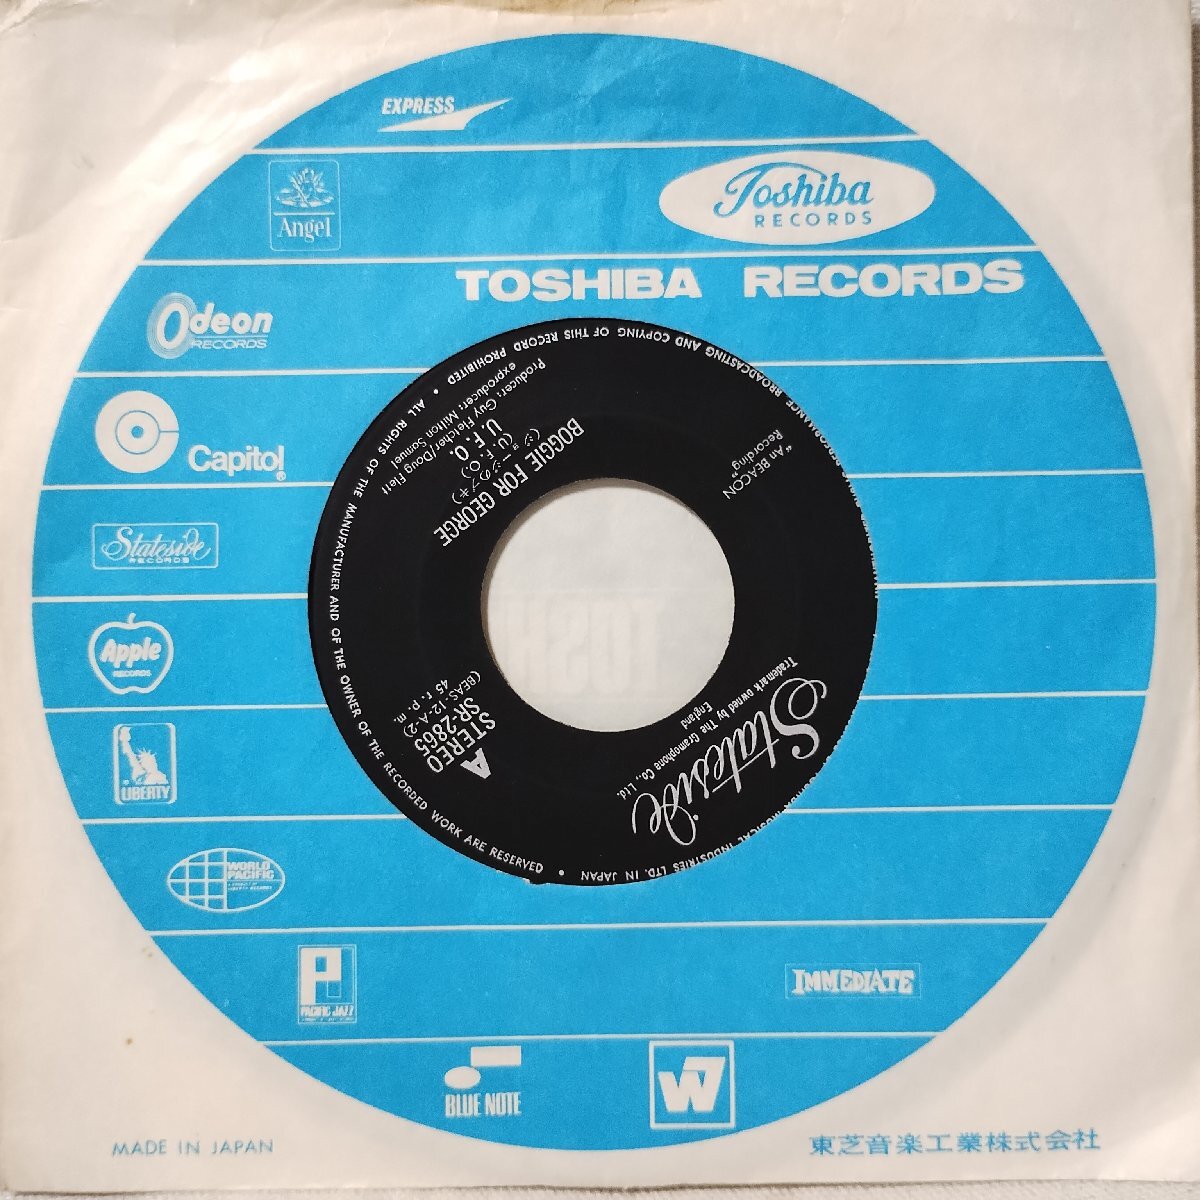 EXPRESS
Toshiba
RECORDS
Angel
TOSHIBA RECORDS
Odeon
RECORDS
Capitol
®
Stateside
RECORDS
Apple
RECORDS
LIBERTY
WORLD
PACIFIC
PACIFIC JAZZ
IMMEDIATE
BLUE NOTE
W7
MADE IN JAPAN
東芝音楽工業株式会社
Stateside
Trademark owned by The Gramophone Co., Ltd.
England
A
STEREO
SR-2865
(BEAS. 12-A-2)
45 r. p. m.
"An BEACON
Recording"
BOGGIE FOR GEORGE
U. F. O.
(U. F. O)
exproducer: Milton Samuel
Producer: Guy Fletcher/Doug Flett
MUSICAL INDUSTRIES LTD. IN JAPAN • ALL RIGHTS OF THE MANUFACTURER AND OF THE OWNER OF THE RECORDED WORK ARE RESERVED •
BROADCASTING AND COPYING OF THIS RECORD PROHIBITED •